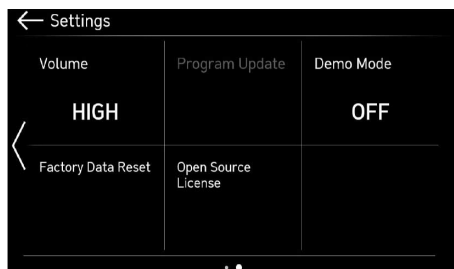 Settings
Volume
Program Update
Demo Mode
HIGH
OFF
Factory Data Reset
Open Source
License